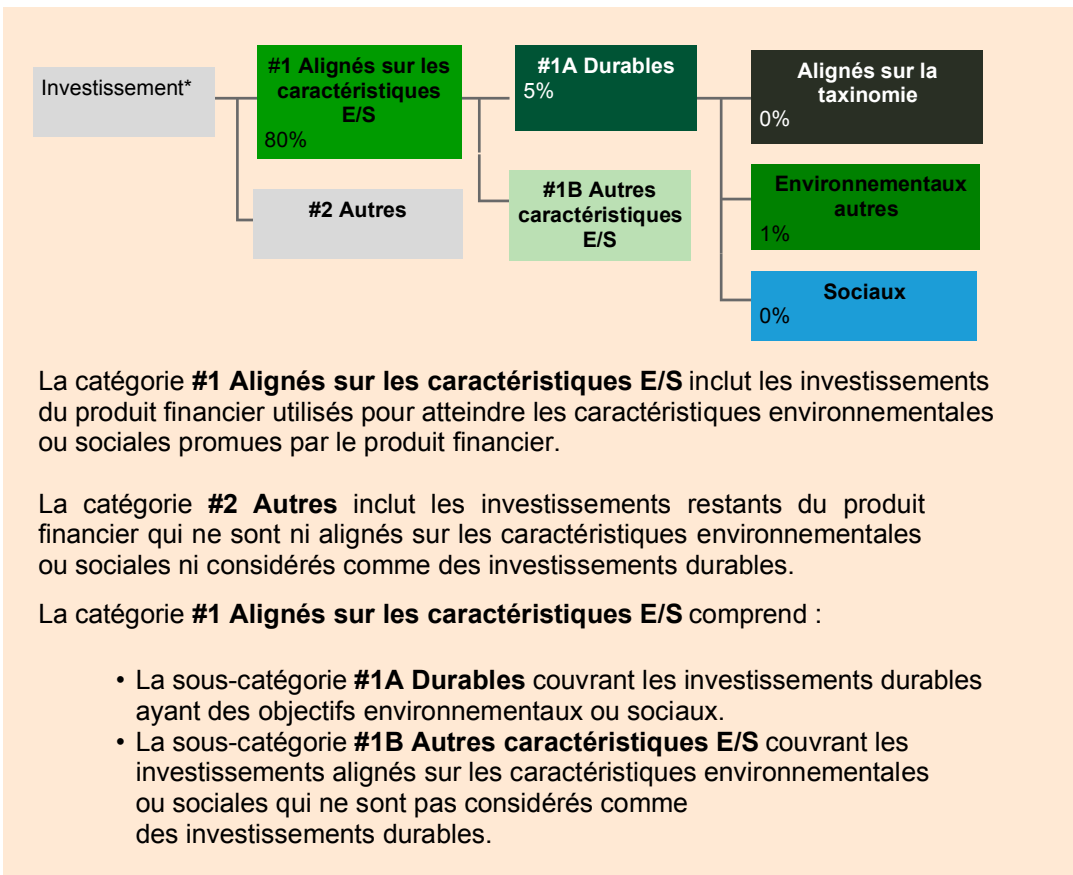 Investissement*
#1 Alignés sur les
caractéristiques
E/S
80%
#2 Autres
#1A Durables
5%
#1B Autres
caractéristiques
E/S
Alignés sur la
taxinomie
0%
Environnementaux
autres
1%
Sociaux
0%
La catégorie #1 Alignés sur les caractéristiques E/S inclut les investissements
du produit financier utilisés pour atteindre les caractéristiques environnementales
ou sociales promues par le produit financier.
La catégorie #2 Autres inclut les investissements restants du produit
financier qui ne sont ni alignés sur les caractéristiques environnementales
ou sociales ni considérés comme des investissements durables.
La catégorie #1 Alignés sur les caractéristiques E/S comprend :
• La sous-catégorie #1A Durables couvrant les investissements durables
ayant des objectifs environnementaux ou sociaux.
• La sous-catégorie #1B Autres caractéristiques E/S couvrant les
investissements alignés sur les caractéristiques environnementales
ou sociales qui ne sont pas considérés comme
des investissements durables.